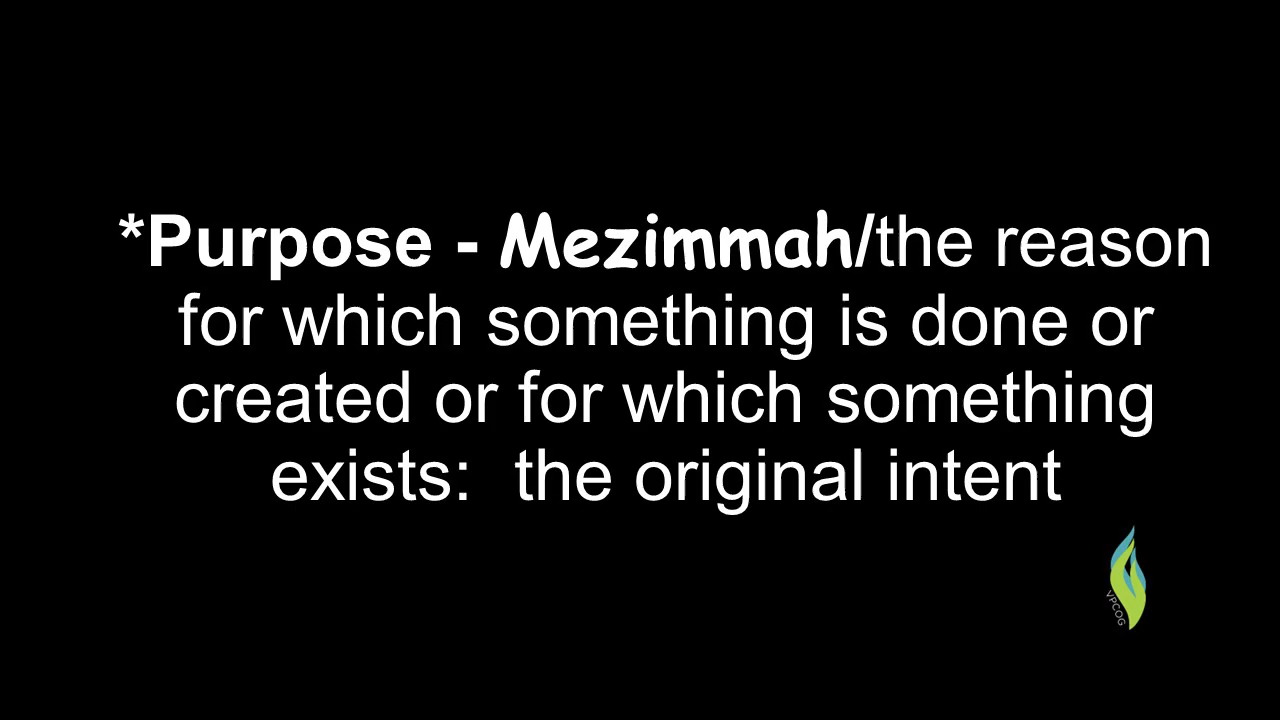 *Purpose - Mezimmah/the reason
for which something is done or
created or for which something
exists:  the original intent
VPCOG